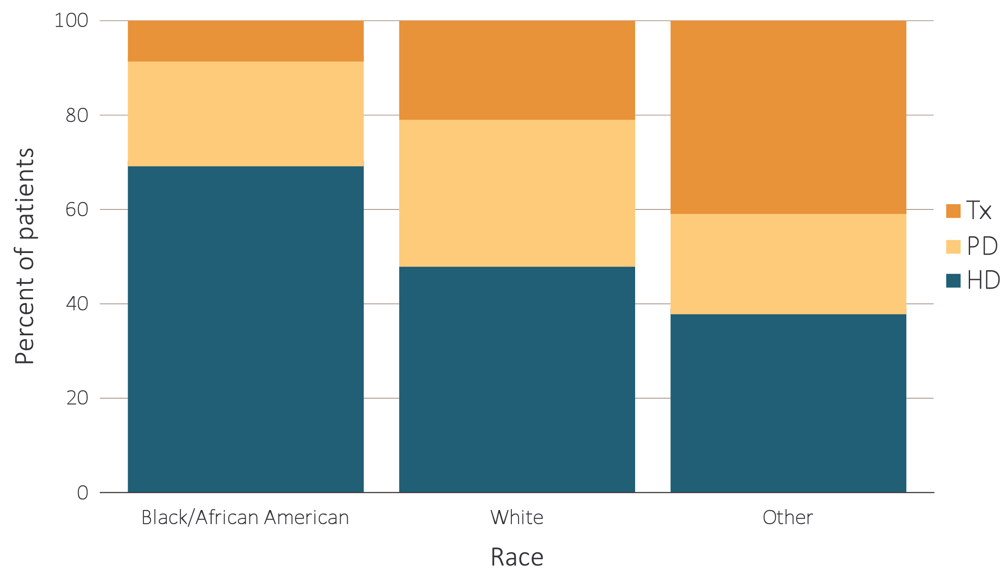 Percent of patients
100
80
60
40
20
0
Black/African American
White
Other
Race
Tx
PD
HD